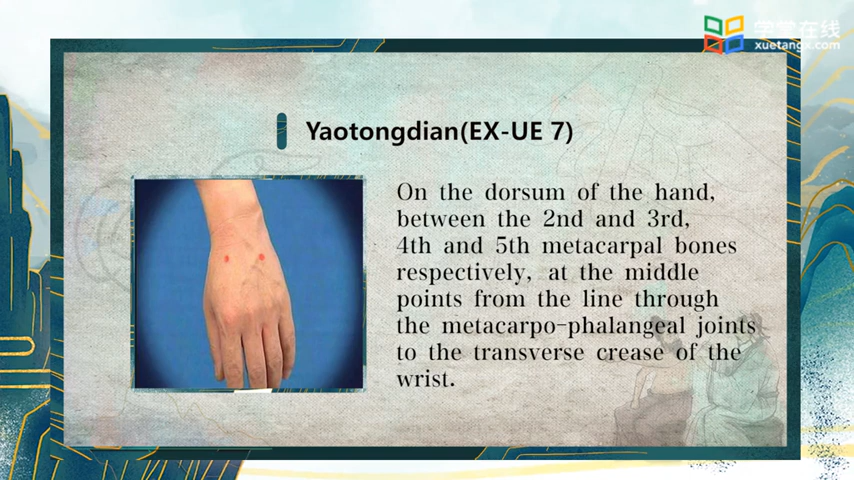 学堂在线
xuetangx.com
Yaotongdian(EX-UE 7)
On the dorsum of the hand,
between the 2nd and 3rd,
4th and 5th metacarpal bones
respectively, at the middle
points from the line through
the metacarpo-phalangeal joints
to the transverse crease of the
wrist.